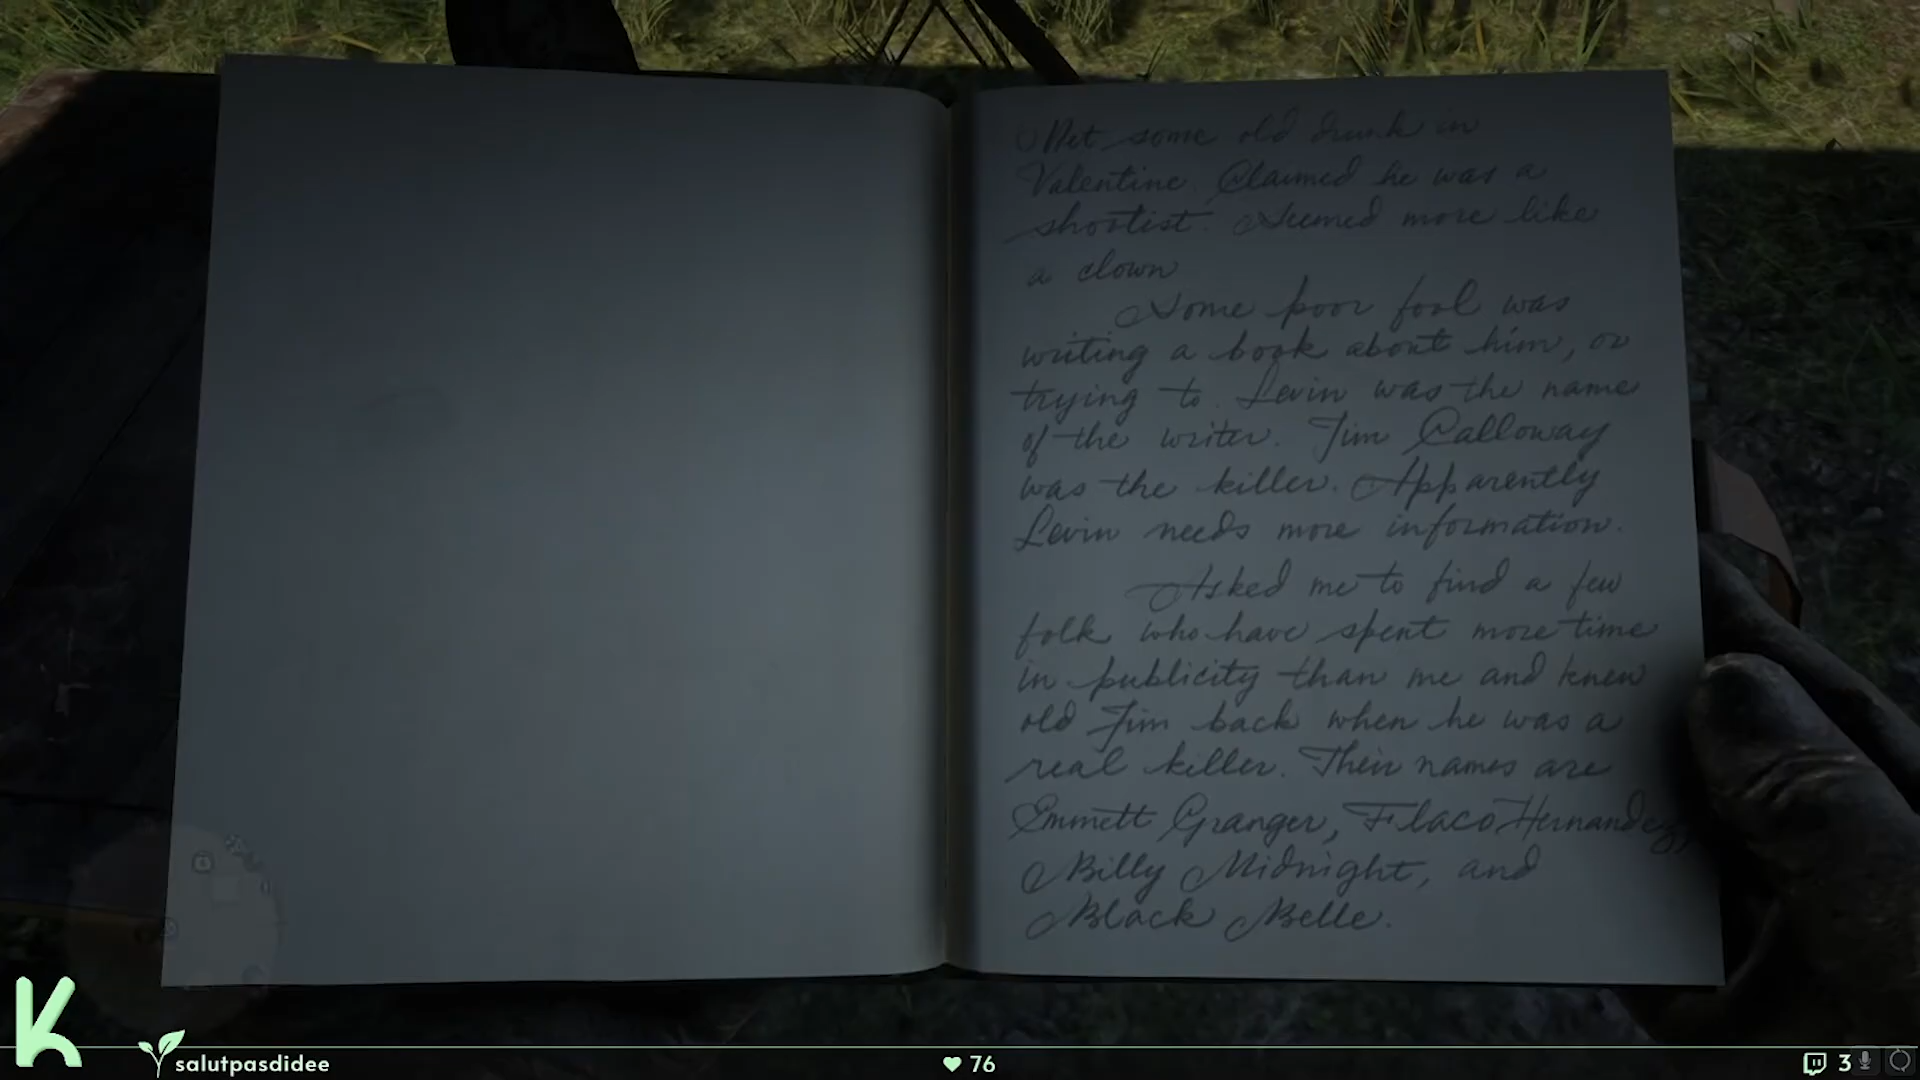 Met some old drunk in
Valentine. Claimed he was a
shootist. Seemed more like
a clown
Some poor fool was
writing a book about him, or
trying to. Levin was the name
of the writer. Jim Calloway
was the killer. Apparently
Levin needs more information.
Asked me to find a few
folk who have spent more time
in publicity than me and knew
old Jim back when he was a
real killer. Their names are
Emmett Granger, Flaco Hernandez,
Billy Midnight, and
Black Belle.
K
salutpasdidee
76
3